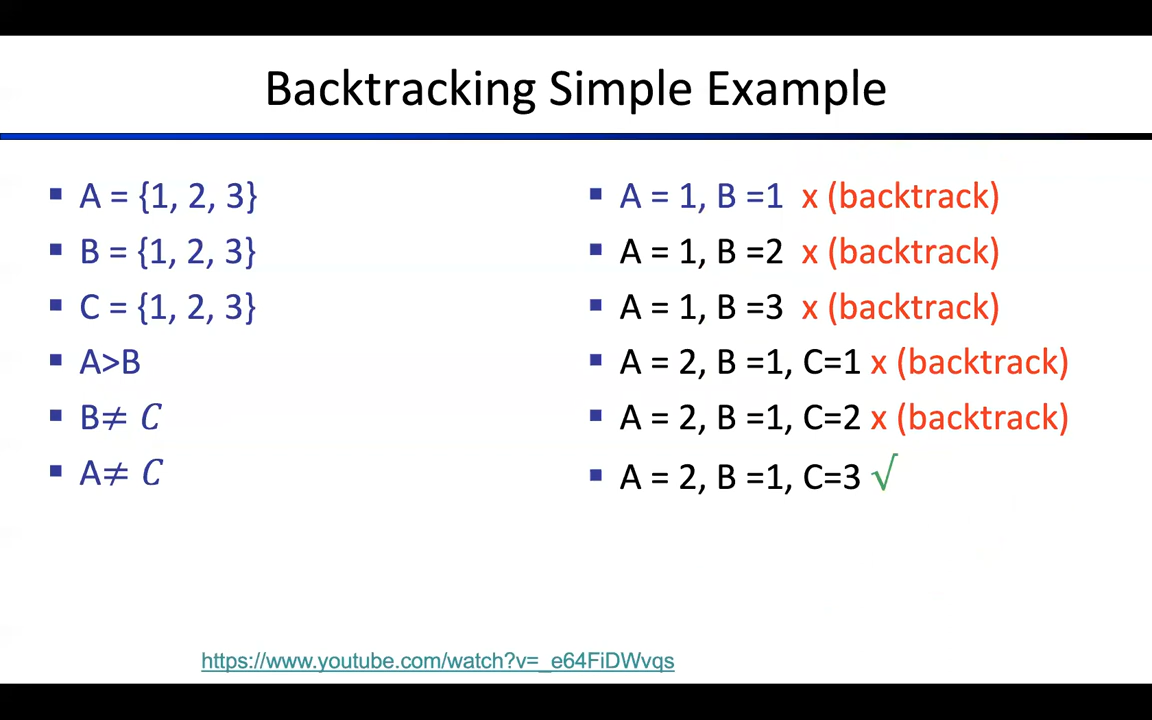 Backtracking Simple Example
▪ A = {1, 2, 3}
▪ B = {1, 2, 3}
▪ C = {1, 2, 3}
▪ A>B
▪ B≠ 𝐶
▪ A≠ 𝐶
▪ A = 1, B =1 x (backtrack)
▪ A = 1, B =2 x (backtrack)
▪ A = 1, B =3 x (backtrack)
▪ A = 2, B =1, C=1 x (backtrack)
▪ A = 2, B =1, C=2 x (backtrack)
▪ A = 2, B =1, C=3 √
https://www.youtube.com/watch?v=_e64FiDWvqs